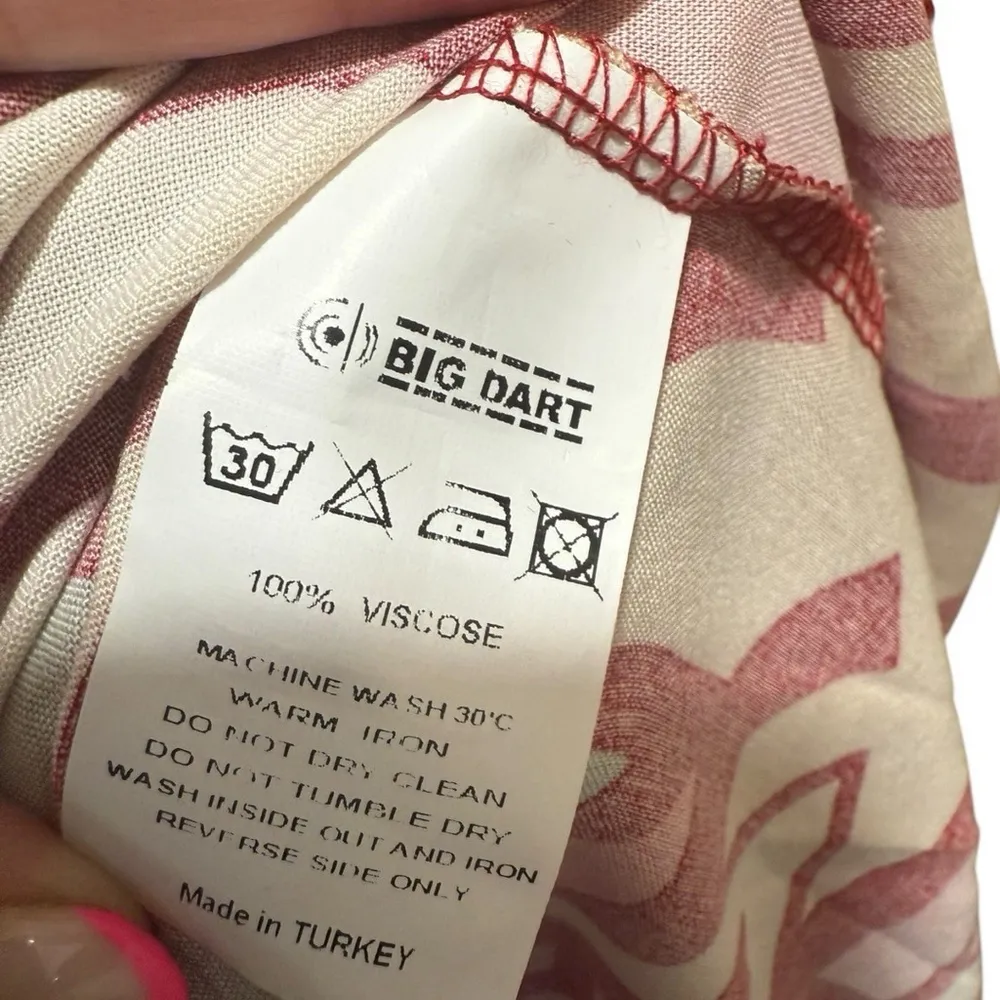 BIG DART
30
100% VISCOSE
MACHINE WASH 30'C
WARM IRON
DO NOT DRY CLEAN
DO NOT TUMBLE DRY
WASH INSIDE OUT AND IRON
REVERSE SIDE ONLY
Made in TURKEY